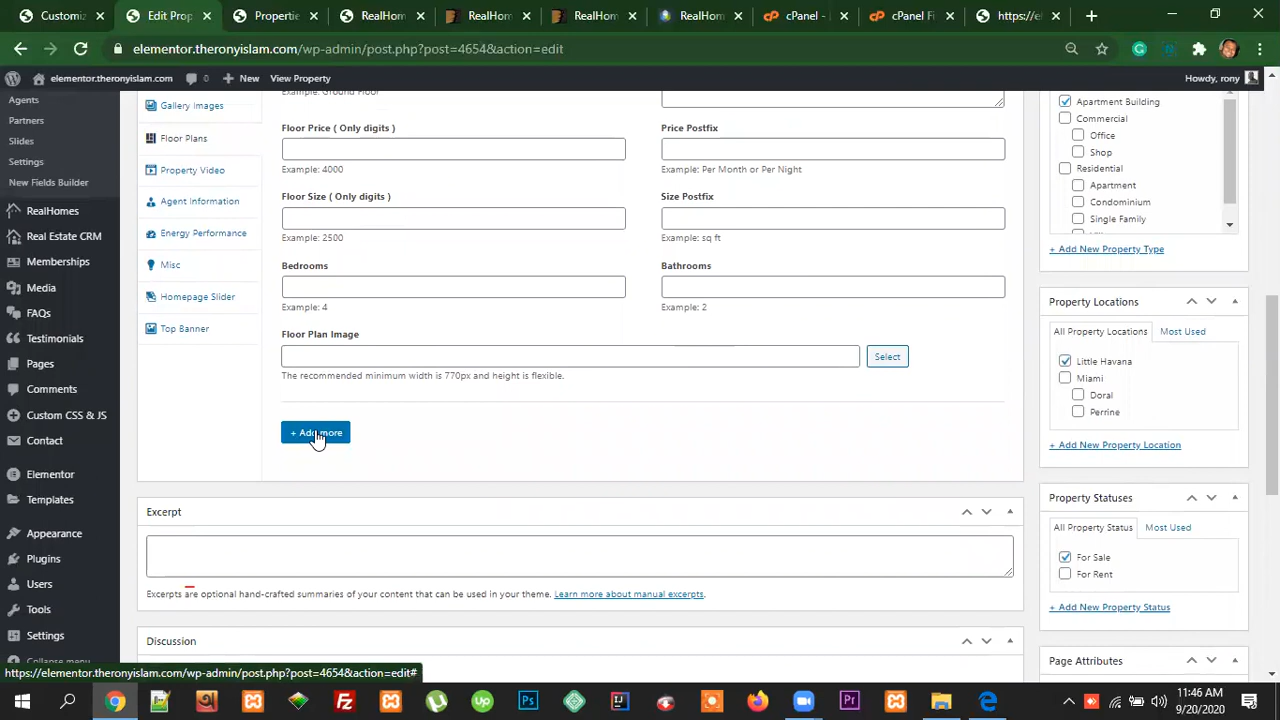 Customiz
Edit Prop
Propertie
RealHom
RealHom
RealHom
RealHom
cPanel -
cPanel F
https://el
elementor.theronyislam.com/wp-admin/post.php?post=4654&action=edit
elementor.theronyislam.com
0
New
View Property
Howdy, rony
Agents
Partners
Slides
Settings
New Fields Builder
RealHomes
Real Estate CRM
Memberships
Media
FAQs
Testimonials
Pages
Comments
Custom CSS & JS
Contact
Elementor
Templates
Appearance
Plugins
Users
Tools
Settings
Collapse menu
Gallery Images
Floor Plans
Property Video
Agent Information
Energy Performance
Misc
Homepage Slider
Top Banner
Example: Ground Floor
Floor Price ( Only digits )
Price Postfix
Example: 4000
Example: Per Month or Per Night
Floor Size ( Only digits )
Size Postfix
Example: 2500
Example: sq ft
Bedrooms
Bathrooms
Example: 4
Example: 2
Floor Plan Image
Select
The recommended minimum width is 770px and height is flexible.
+ Add more
Excerpt
Excerpts are optional hand-crafted summaries of your content that can be used in your theme. Learn more about manual excerpts.
Discussion
Apartment Building
Commercial
Office
Shop
Residential
Apartment
Condominium
Single Family
+ Add New Property Type
Property Locations
All Property Locations
Most Used
Little Havana
Miami
Doral
Perrine
+ Add New Property Location
Property Statuses
All Property Status
Most Used
For Sale
For Rent
+ Add New Property Status
Page Attributes
https://elementor.theronyislam.com/wp-admin/post.php?post=4654&action=edit#
11:46 AM
9/20/2020